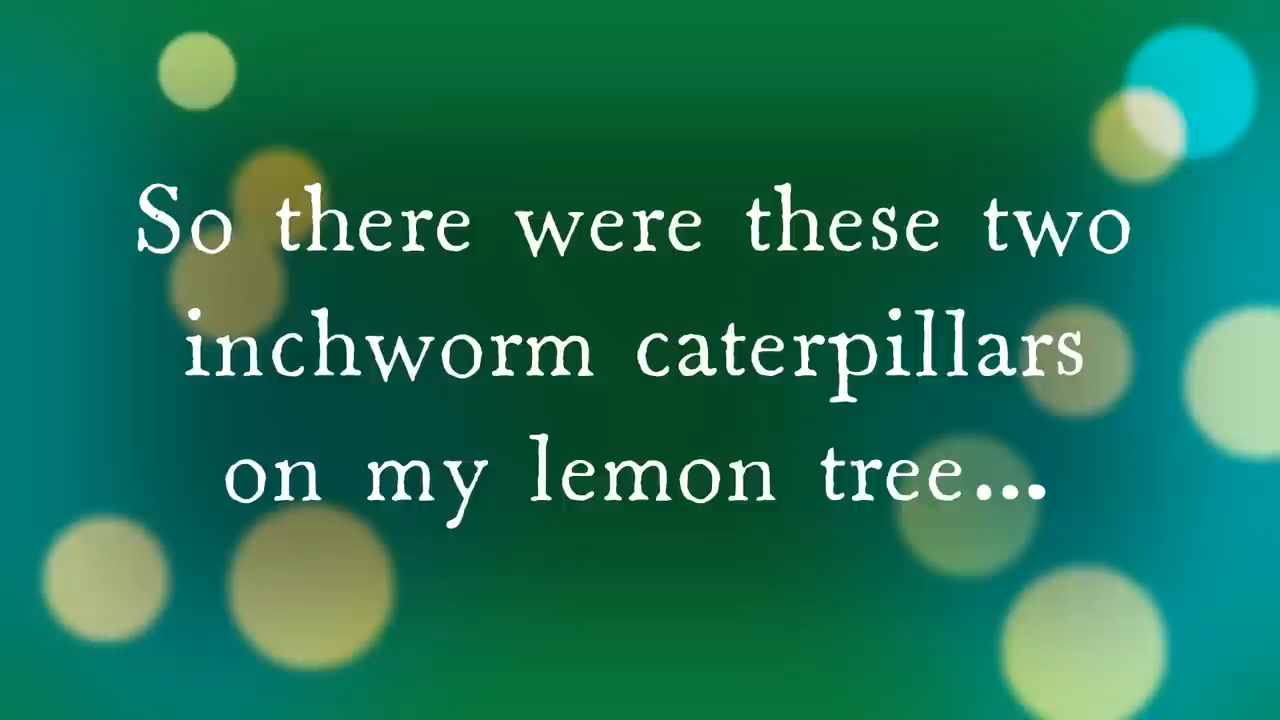 So there were these two
inchworm caterpillars
on my lemon tree...